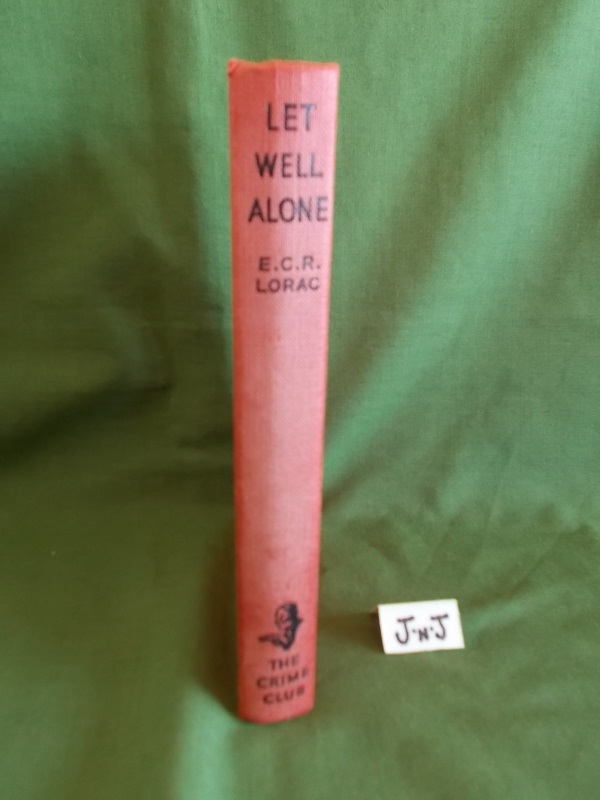 LET
WELL
ALONE
E.C.R.
LORAC
THE
CRIME
CLUB
J·N·J